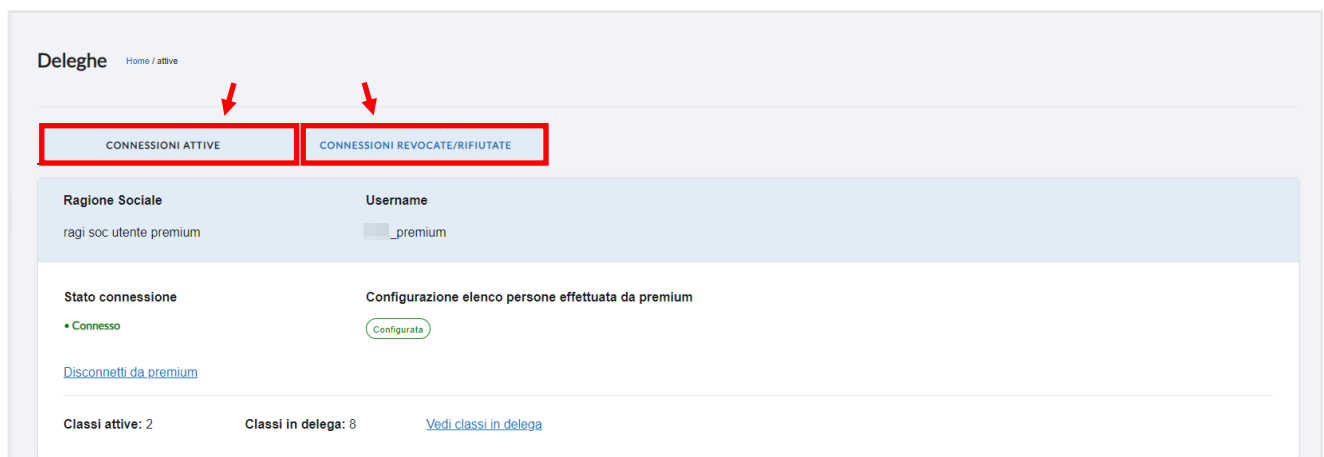 Deleghe Home / attive
CONNESSIONI ATTIVE CONNESSIONI REVOCATE/RIFIUTATE
Ragione Sociale Username
ragi soc utente premium _premium
Stato connessione Configurazione elenco persone effettuata da premium
• Connesso Configurata
Disconnetti da premium
Classi attive: 2 Classi in delega: 8 Vedi classi in delega